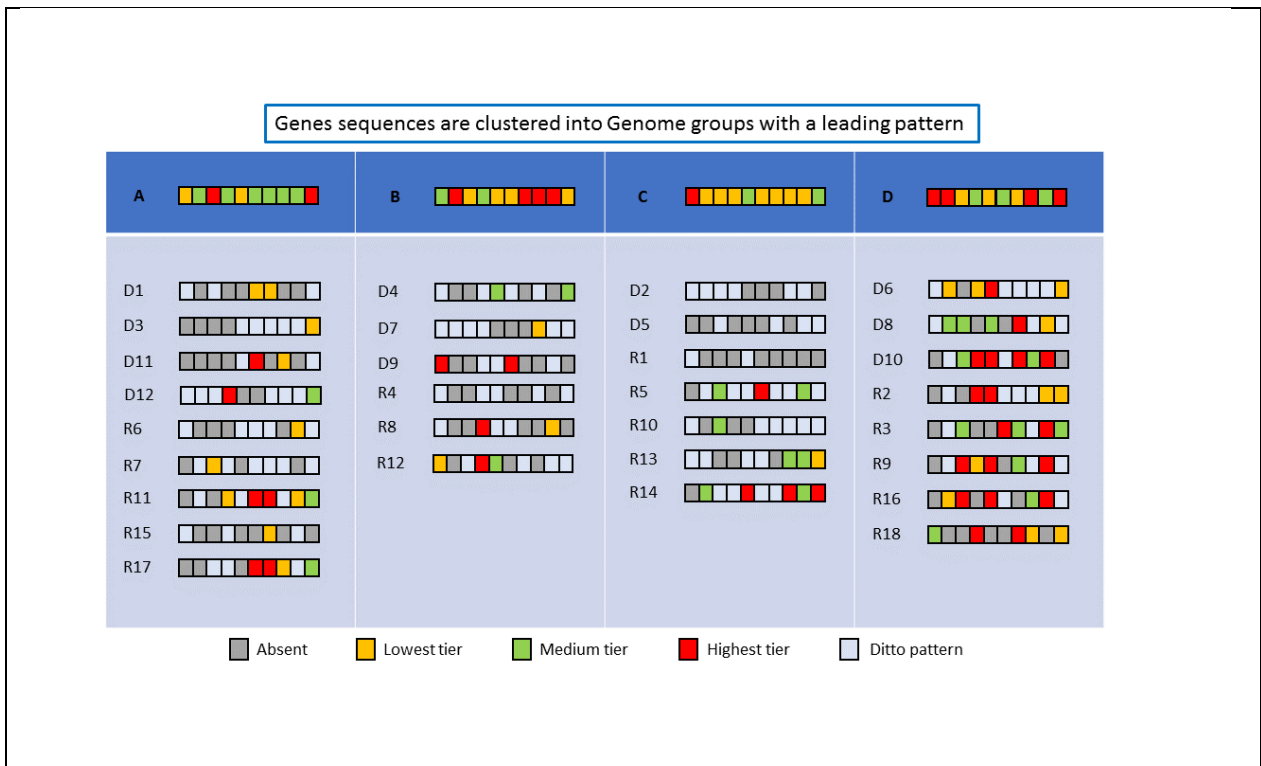 Genes sequences are clustered into Genome groups with a leading pattern
A B C D
D1
D3
D11
D12
R6
R7
R11
R15
R17
D4
D7
D9
R4
R8
R12
D2
D5
R1
R5
R10
R13
R14
D6
D8
D10
R2
R3
R9
R16
R18
Absent Lowest tier Medium tier Highest tier Ditto pattern